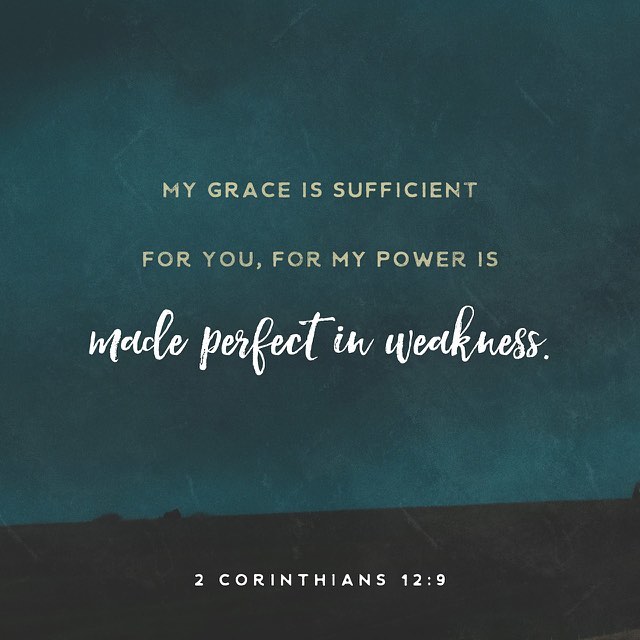 MY GRACE IS SUFFICIENT
FOR YOU, FOR MY POWER IS
made perfect in weakness.
2 CORINTHIANS 12:9